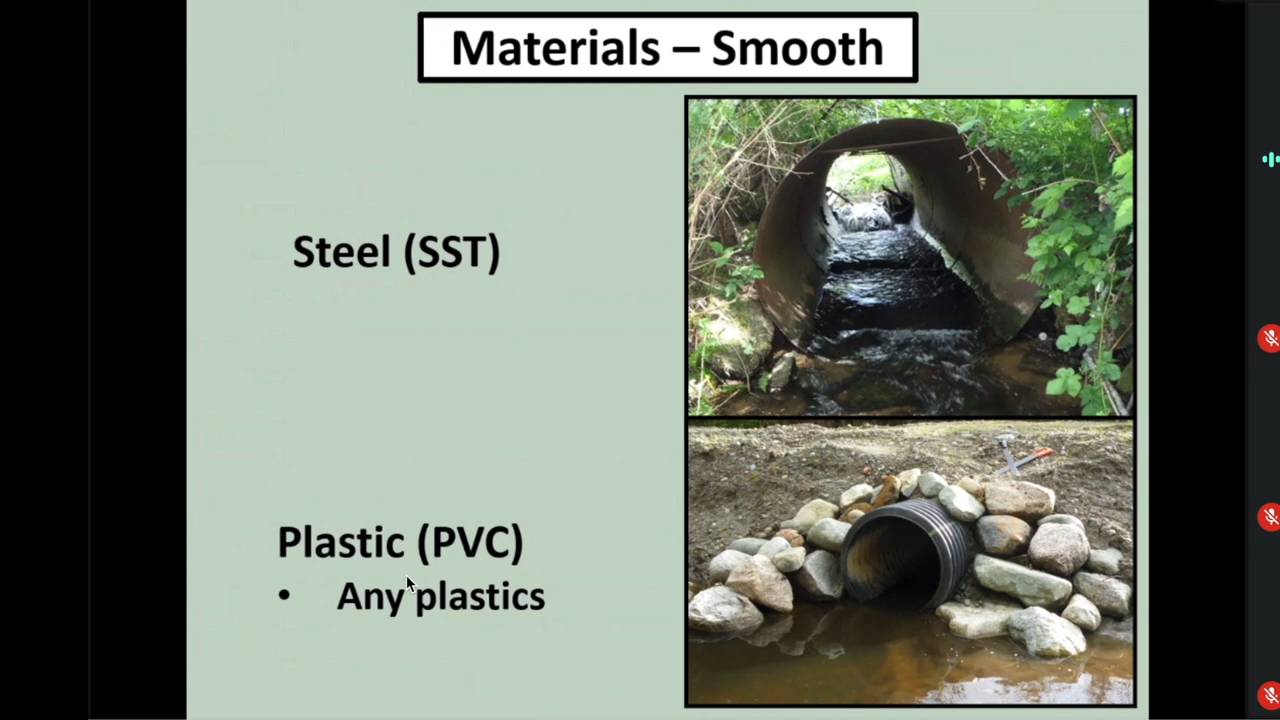 Materials – Smooth
Steel (SST)
Plastic (PVC)
• Any plastics